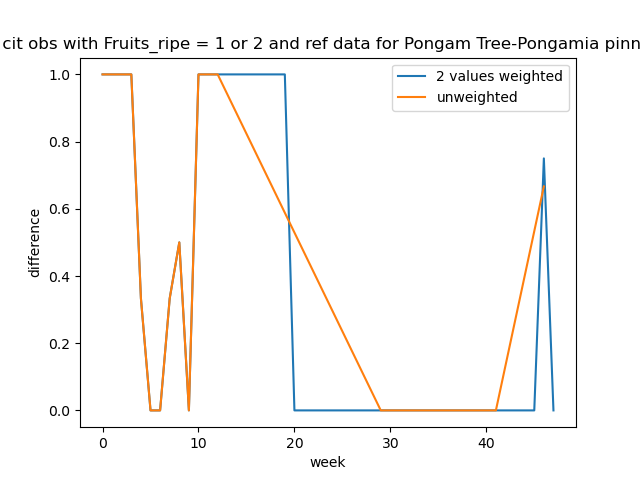 cit obs with Fruits_ripe = 1 or 2 and ref data for Pongam Tree-Pongamia pinn
2 values weighted
unweighted
1.0
0.8
0.6
0.4
0.2
0.0
difference
0 10 20 30 40
week